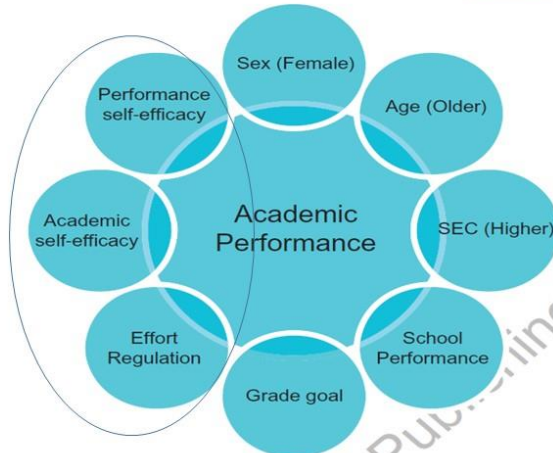 Sex (Female)
Performance
self-efficacy
Age (Older)
Academic
Performance
Academic
self-efficacy
SEC (Higher)
Effort
Regulation
School
Performance
Grade goal